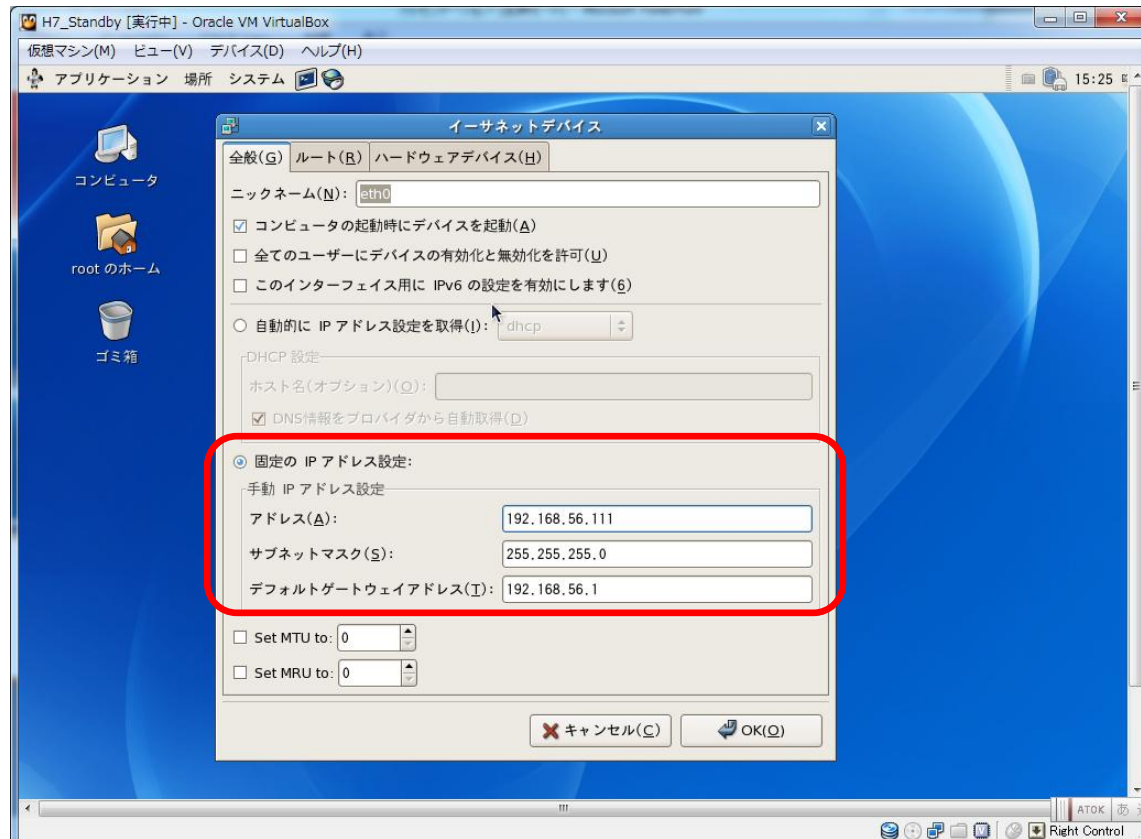 H7_Standby [実行中] - Oracle VM VirtualBox
仮想マシン(M) ビュー(V) デバイス(D) ヘルプ(H)
アプリケーション 場所 システム 15:25
コンピュータ
root のホーム
ゴミ箱
イーサネットデバイス
全般(G) ルート(R) ハードウェアデバイス(H)
ニックネーム(N): eth0
コンピュータの起動時にデバイスを起動(A)
全てのユーザーにデバイスの有効化と無効化を許可(U)
このインターフェイス用に IPv6 の設定を有効にします(6)
自動的に IP アドレス設定を取得(I): dhcp
DHCP 設定
ホスト名(オプション)(O):
DNS情報をプロバイダから自動取得(D)
固定の IP アドレス設定:
手動 IP アドレス設定
アドレス(A): 192.168.56.111
サブネットマスク(S): 255.255.255.0
デフォルトゲートウェイアドレス(T): 192.168.56.1
Set MTU to: 0
Set MRU to: 0
キャンセル(C) OK(O)
ATOK あ
Right Control